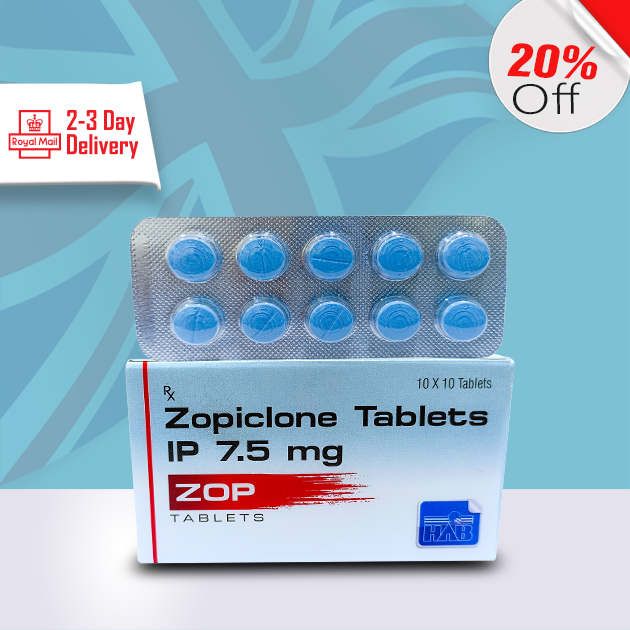 20%
Off
Royal Mail
2-3 Day
Delivery
Rx
10 X 10 Tablets
Zopiclone Tablets
IP 7.5 mg
ZOP
TABLETS
HAB